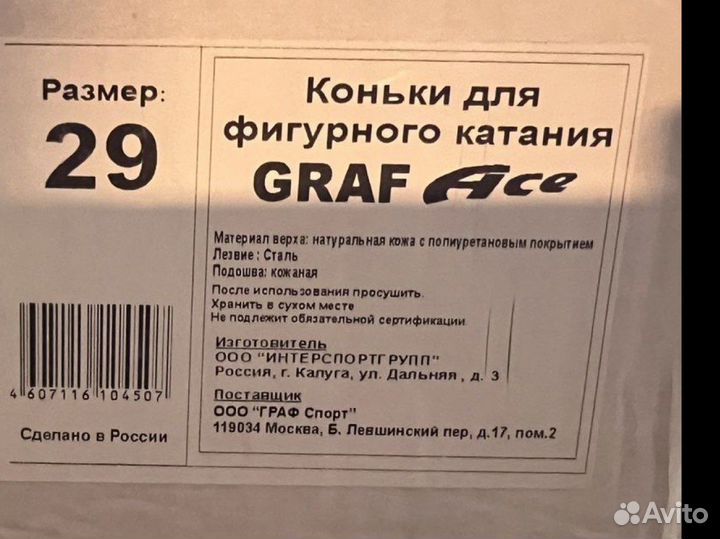 Размер:
29
4 607116 104507
Сделано в России
Коньки для
фигурного катания
GRAF Ace
Материал верха: натуральная кожа с полиуретановым покрытием
Лезвие : Сталь
Подошва: кожаная
После использования просушить.
Хранить в сухом месте
Не подлежит обязательной сертификации
Изготовитель
ООО "ИНТЕРСПОРТГРУПП"
Россия, г. Калуга, ул. Дальняя , д. 3
Поставщик
ООО "ГРАФ Спорт"
119034 Москва, Б. Левшинский пер, д.17, пом.2
Avito